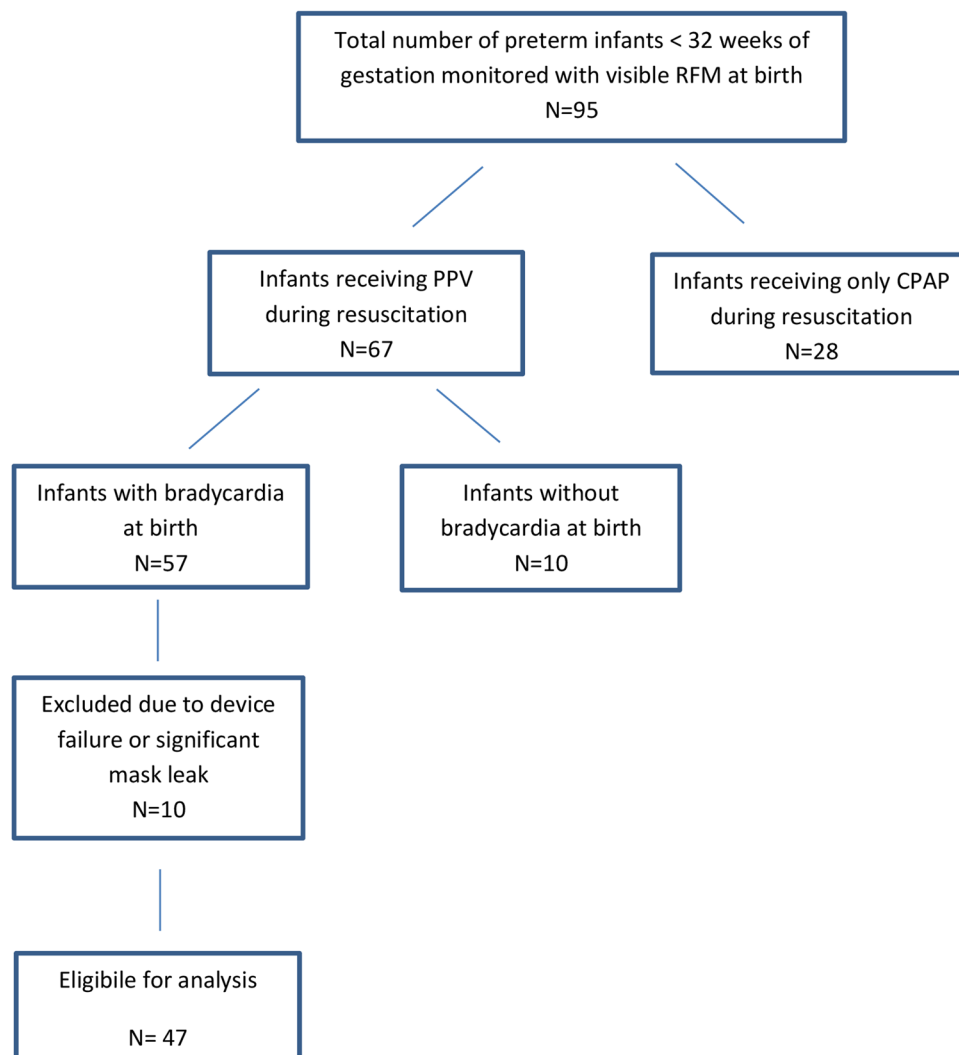 Total number of preterm infants < 32 weeks of
gestation monitored with visible RFM at birth
N=95
Infants receiving PPV
during resuscitation
N=67
Infants receiving only CPAP
during resuscitation
N=28
Infants with bradycardia
at birth
N=57
Infants without
bradycardia at birth
N=10
Excluded due to device
failure or significant
mask leak
N=10
Eligibile for analysis
N= 47